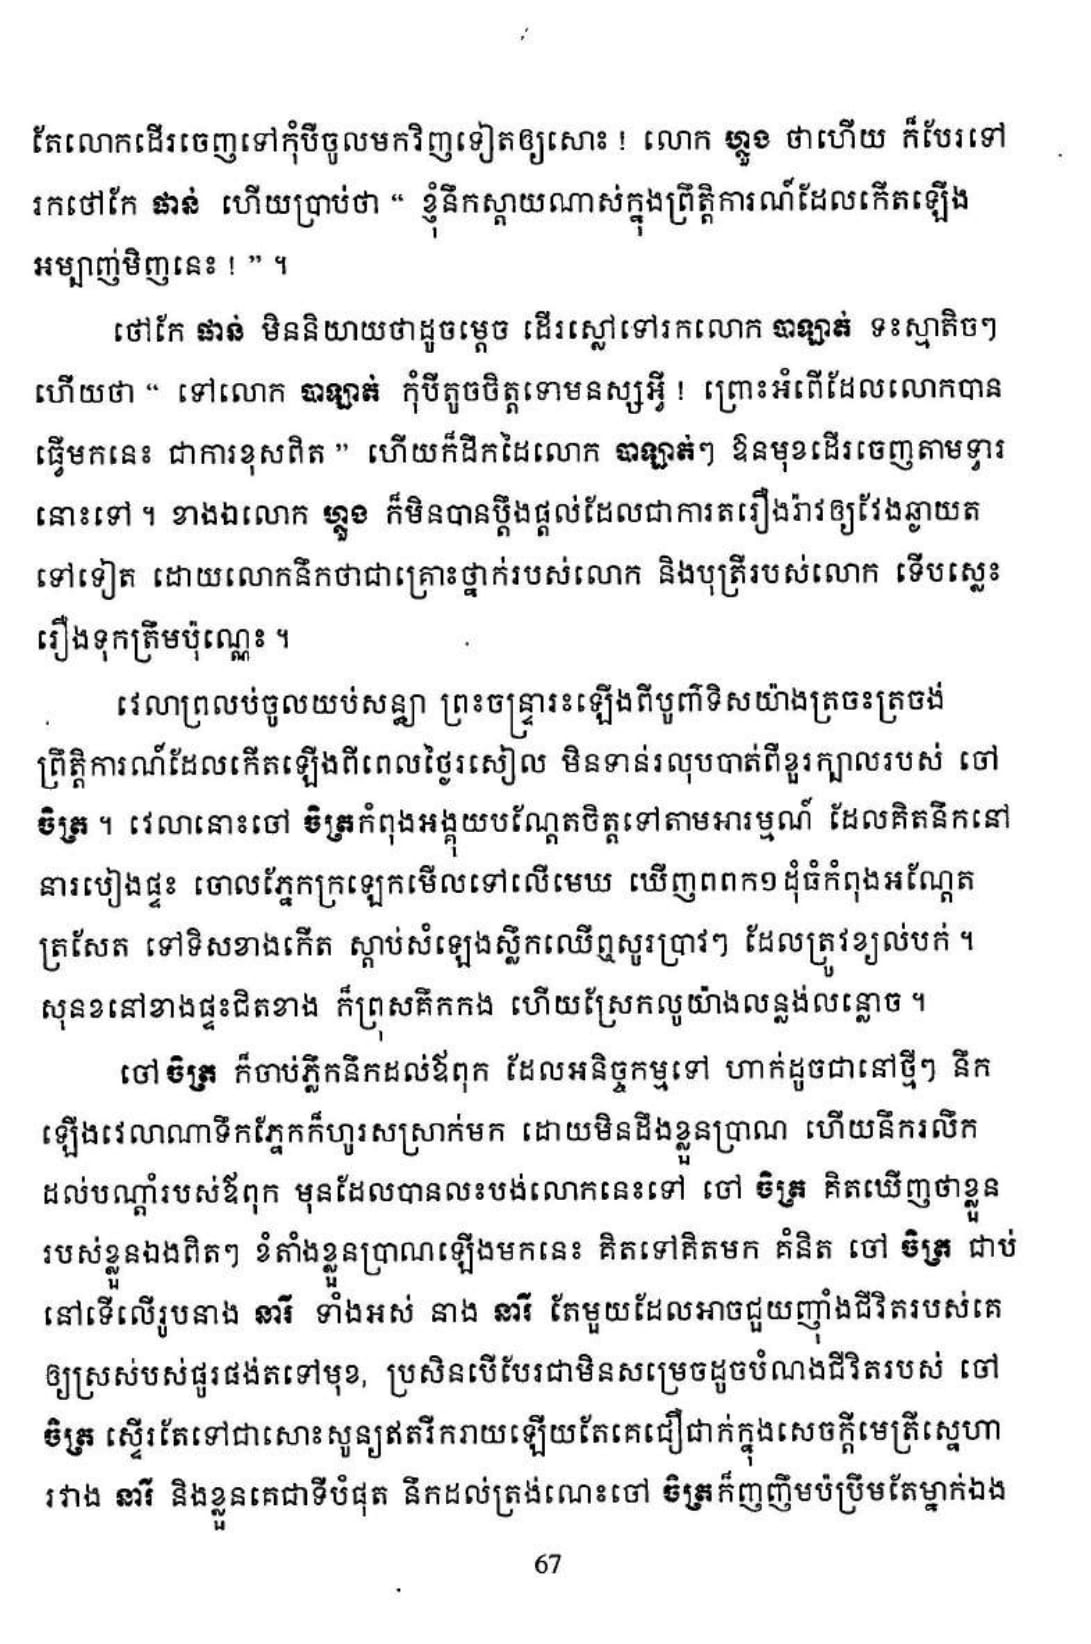 តែលោកដើរចេញទៅកុំបីចូលមកវិញទៀតឲ្យសោះ ! លោក ហ្លួង ថាហើយ ក៏បែរទៅ
រកថៅកែ ផាន់ ហើយប្រាប់ថា “ ខ្ញុំនឹកស្ដាយណាស់ក្នុងព្រឹត្តិការណ៍ដែលកើតឡើង
អម្បាញ់មិញនេះ ! ” ។
ថៅកែ ផាន់ មិននិយាយថាដូចម្ដេច ដើរស្លៅទៅរកលោក បាឡាត់ ទះស្មាតិចៗ
ហើយថា “ ទៅលោក បាឡាត់ កុំបីតូចចិត្តទោមនស្សអ្វី ! ព្រោះអំពើដែលលោកបាន
ធ្វើមកនេះ ជាការខុសពិត ” ហើយក៏ដឹកដៃលោក បាឡាត់ៗ ឱនមុខដើរចេញតាមទ្វារ
នោះទៅ ។ ខាងឯលោក ហ្លួង ក៏មិនបានប្ដឹងផ្ដល់ដែលជាការតរឿងរ៉ាវឲ្យវែងឆ្ងាយត
ទៅទៀត ដោយលោកនឹកថាជាគ្រោះថ្នាក់របស់លោក និងបុត្រីរបស់លោក ទើបស្លេះ
រឿងទុកត្រឹមប៉ុណ្ណេះ ។
វេលាព្រលប់ចូលយប់សន្ធ្យា ព្រះចន្ទ្រារះឡើងពីបូព៌ាទិសយ៉ាងត្រចះត្រចង់
ព្រឹត្តិការណ៍ដែលកើតឡើងពីពេលថ្ងៃរសៀល មិនទាន់រលុបបាត់ពីខួរក្បាលរបស់ ចៅ
ចិត្រ ។ វេលានោះចៅ ចិត្រកំពុងអង្គុយបណ្ដែតចិត្តទៅតាមអារម្មណ៍ ដែលគិតនឹកនៅ
នារបៀងផ្ទះ ចោលភ្នែកក្រឡេកមើលទៅលើមេឃ ឃើញពពក១ដុំធំកំពុងអណ្ដែត
ត្រសែត ទៅទិសខាងកើត ស្ដាប់សំឡេងស្លឹកឈើឮសូរប្រាវៗ ដែលត្រូវខ្យល់បក់ ។
សុនខនៅខាងផ្ទះជិតខាង ក៏ព្រុសគឹកកង ហើយស្រែកលូយ៉ាងលន្លង់លន្លោច ។
ចៅ ចិត្រ ក៏ចាប់ភ្លឹកនឹកដល់ឪពុក ដែលអនិច្ចកម្មទៅ ហាក់ដូចជានៅថ្មីៗ នឹក
ឡើងវេលាណាទឹកភ្នែកក៏ហូរសស្រាក់មក ដោយមិនដឹងខ្លួនប្រាណ ហើយនឹករលឹក
ដល់បណ្ដាំរបស់ឪពុក មុនដែលបានលះបង់លោកនេះទៅ ចៅ ចិត្រ គិតឃើញថាខ្លួន
របស់ខ្លួនឯងពិតៗ ខំតាំងខ្លួនប្រាណឡើងមកនេះ គិតទៅគិតមក គំនិត ចៅ ចិត្រ ជាប់
នៅទើលើរូបនាង នារី ទាំងអស់ នាង នារី តែមួយដែលអាចជួយញ៉ាំងជីវិតរបស់គេ
ឲ្យស្រស់បស់ផូរផង់តទៅមុខ, ប្រសិនបើបែរជាមិនសម្រេចដូចបំណងជីវិតរបស់ ចៅ
ចិត្រ ស្ទើរតែទៅជាសោះសូន្យឥតរីករាយឡើយតែគេជឿជាក់ក្នុងសេចក្ដីមេត្រីស្នេហា
រវាង នារី និងខ្លួនគេជាទីបំផុត នឹកដល់ត្រង់ណេះចៅ ចិត្រក៏ញញឹមប៉ប្រឹមតែម្នាក់ឯង
67